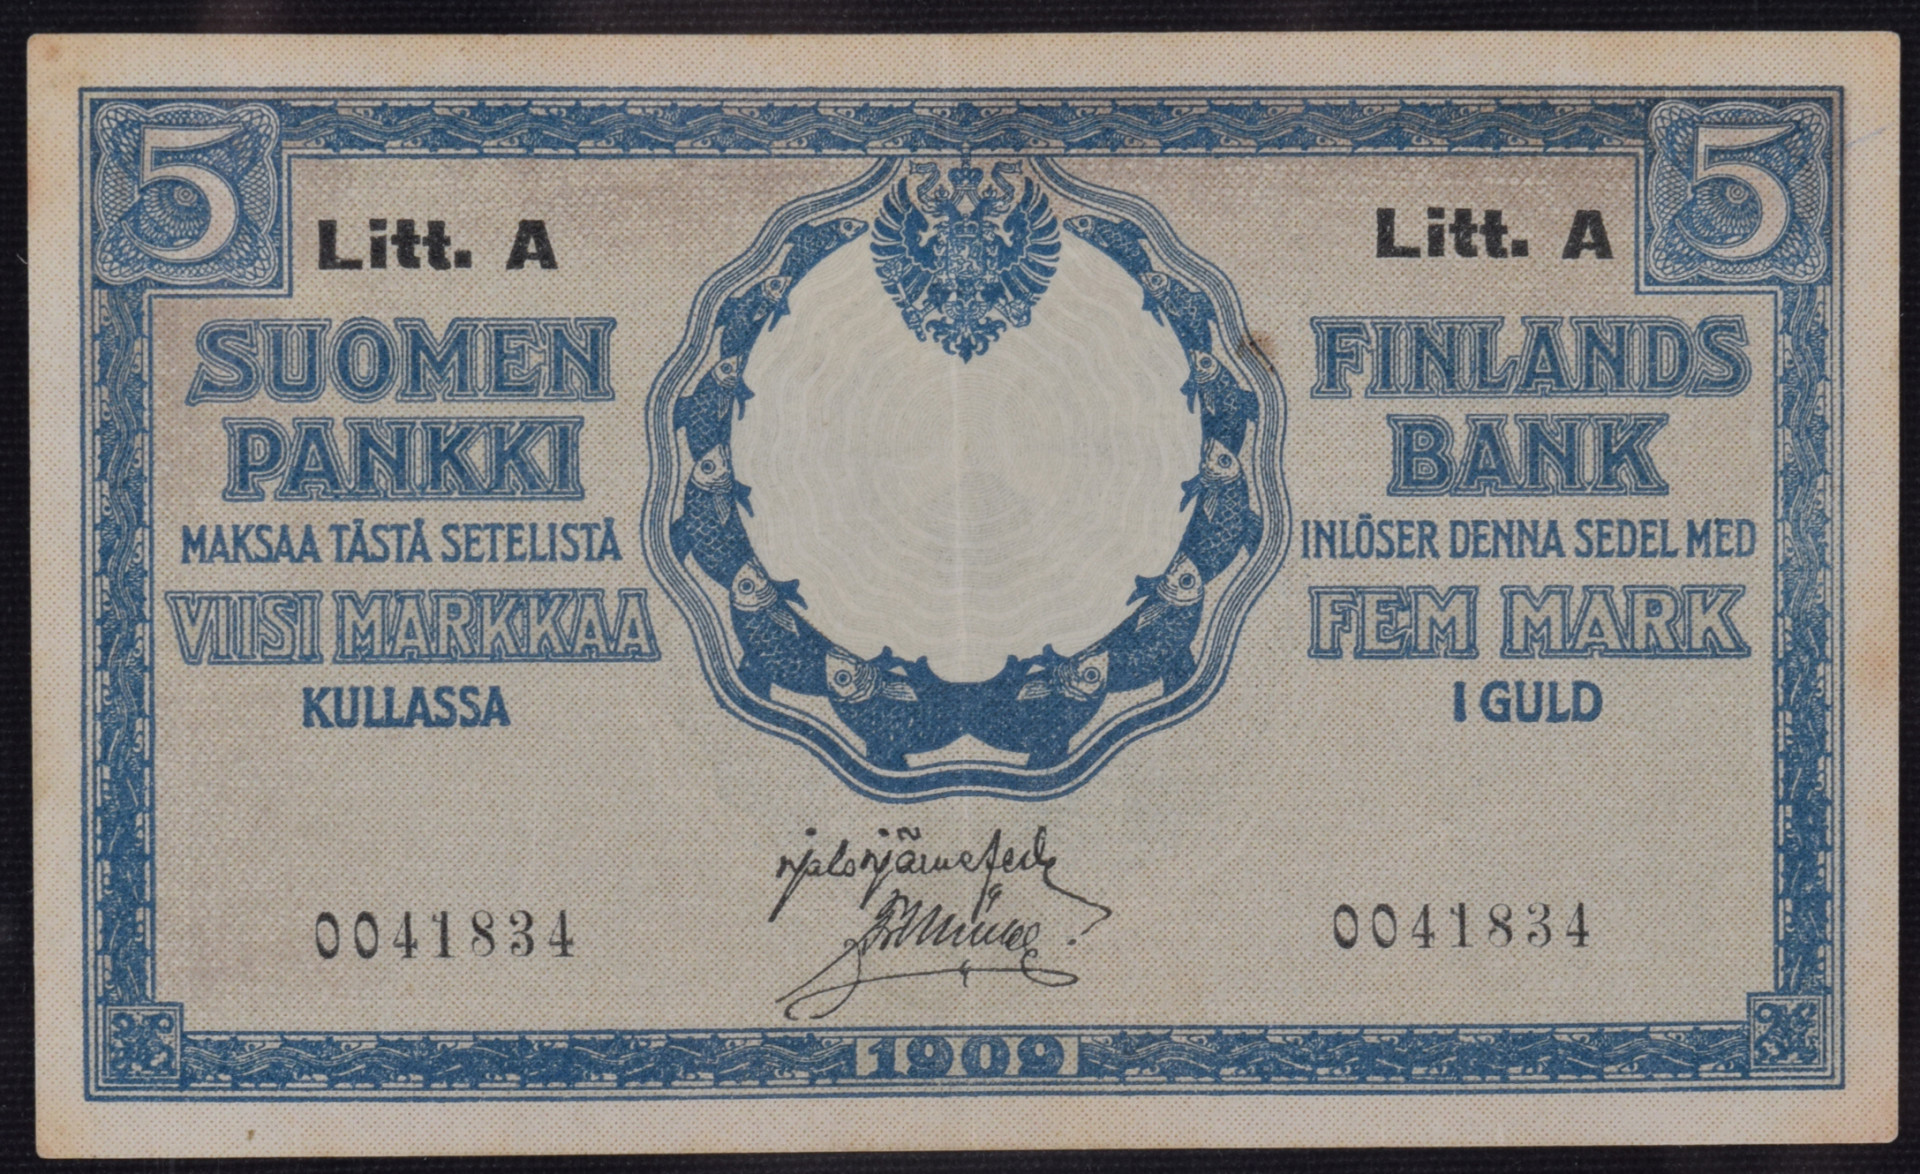 5 5
Litt. A Litt. A
SUOMEN
PANKKI
MAKSAA TÄSTÄ SETELISTÄ
VIISI MARKKAA
KULLASSA
FINLANDS
BANK
INLÖSER DENNA SEDEL MED
FEM MARK
I GULD
0041834 0041834
1909